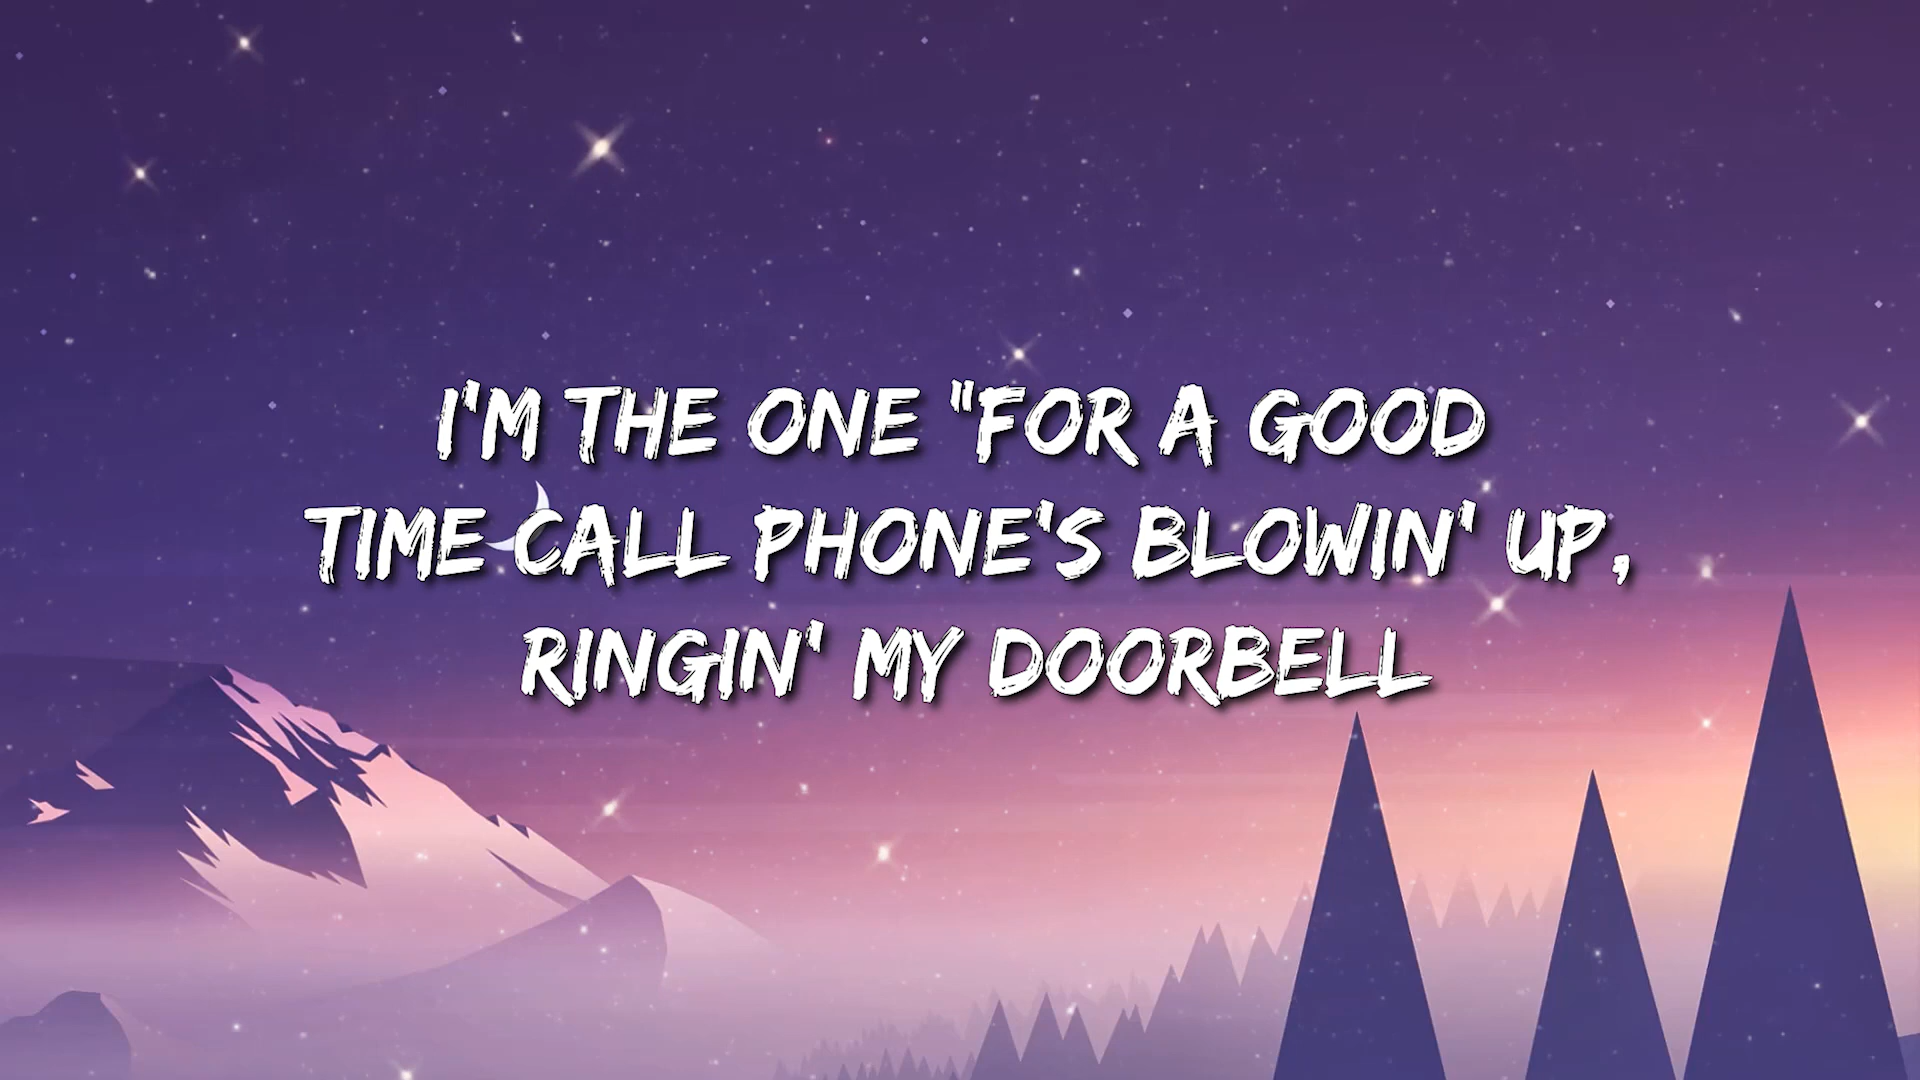 I'M THE ONE "FOR A GOOD
TIME CALL PHONE'S BLOWIN' UP,
RINGIN' MY DOORBELL